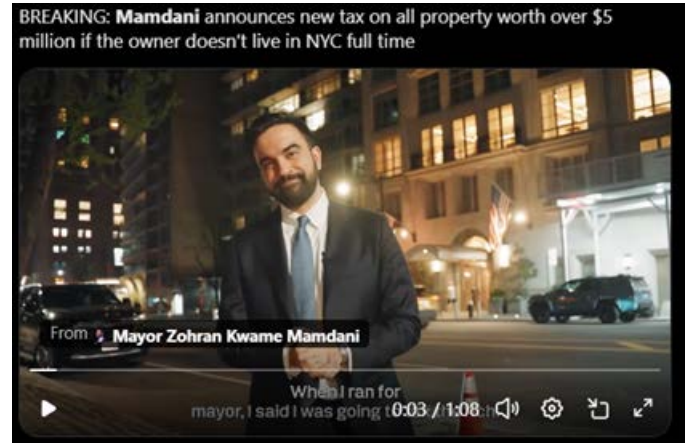 BREAKING: Mamdani announces new tax on all property worth over $5
million if the owner doesn't live in NYC full time
From Mayor Zohran Kwame Mamdani
When I ran for
mayor, I said I was going
0:03 / 1:08